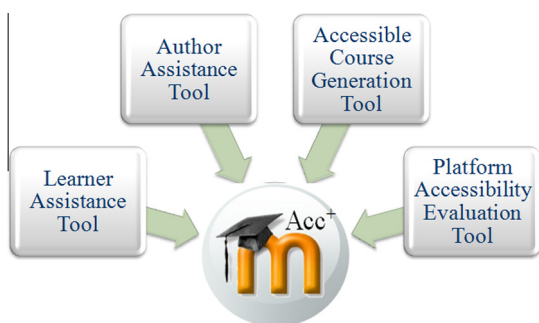 Author
Assistance
Tool
Accessible
Course
Generation
Tool
Learner
Assistance
Tool
Platform
Accessibility
Evaluation
Tool
Acc+
m